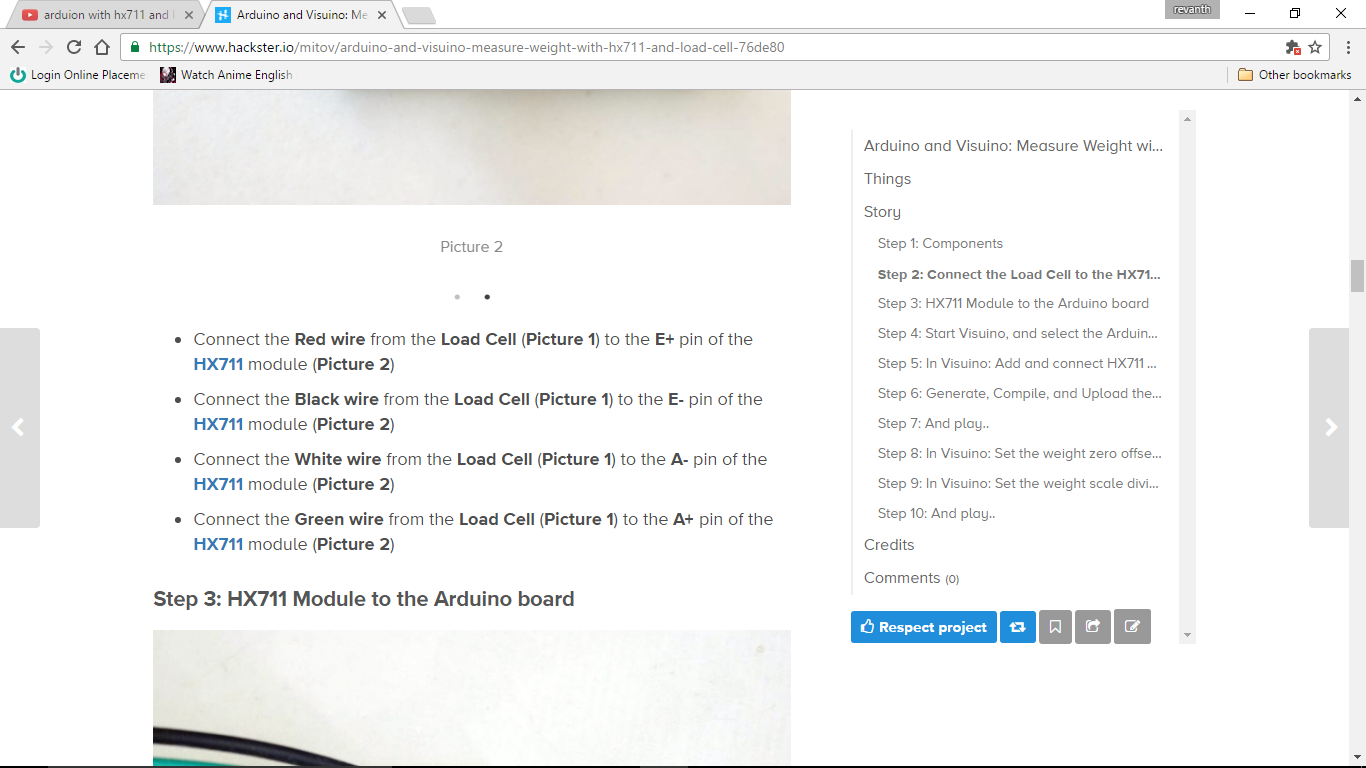 arduion with hx711 and
Arduino and Visuino: Me
revanth
https://www.hackster.io/mitov/arduino-and-visuino-measure-weight-with-hx711-and-load-cell-76de80
Login Online Placeme
Watch Anime English
Other bookmarks
Picture 2
Connect the Red wire from the Load Cell (Picture 1) to the E+ pin of the
HX711 module (Picture 2)
Connect the Black wire from the Load Cell (Picture 1) to the E- pin of the
HX711 module (Picture 2)
Connect the White wire from the Load Cell (Picture 1) to the A- pin of the
HX711 module (Picture 2)
Connect the Green wire from the Load Cell (Picture 1) to the A+ pin of the
HX711 module (Picture 2)
Step 3: HX711 Module to the Arduino board
Arduino and Visuino: Measure Weight wi...
Things
Story
Step 1: Components
Step 2: Connect the Load Cell to the HX71...
Step 3: HX711 Module to the Arduino board
Step 4: Start Visuino, and select the Arduin...
Step 5: In Visuino: Add and connect HX711 ...
Step 6: Generate, Compile, and Upload the...
Step 7: And play..
Step 8: In Visuino: Set the weight zero offse...
Step 9: In Visuino: Set the weight scale divi...
Step 10: And play..
Credits
Comments (0)
Respect project